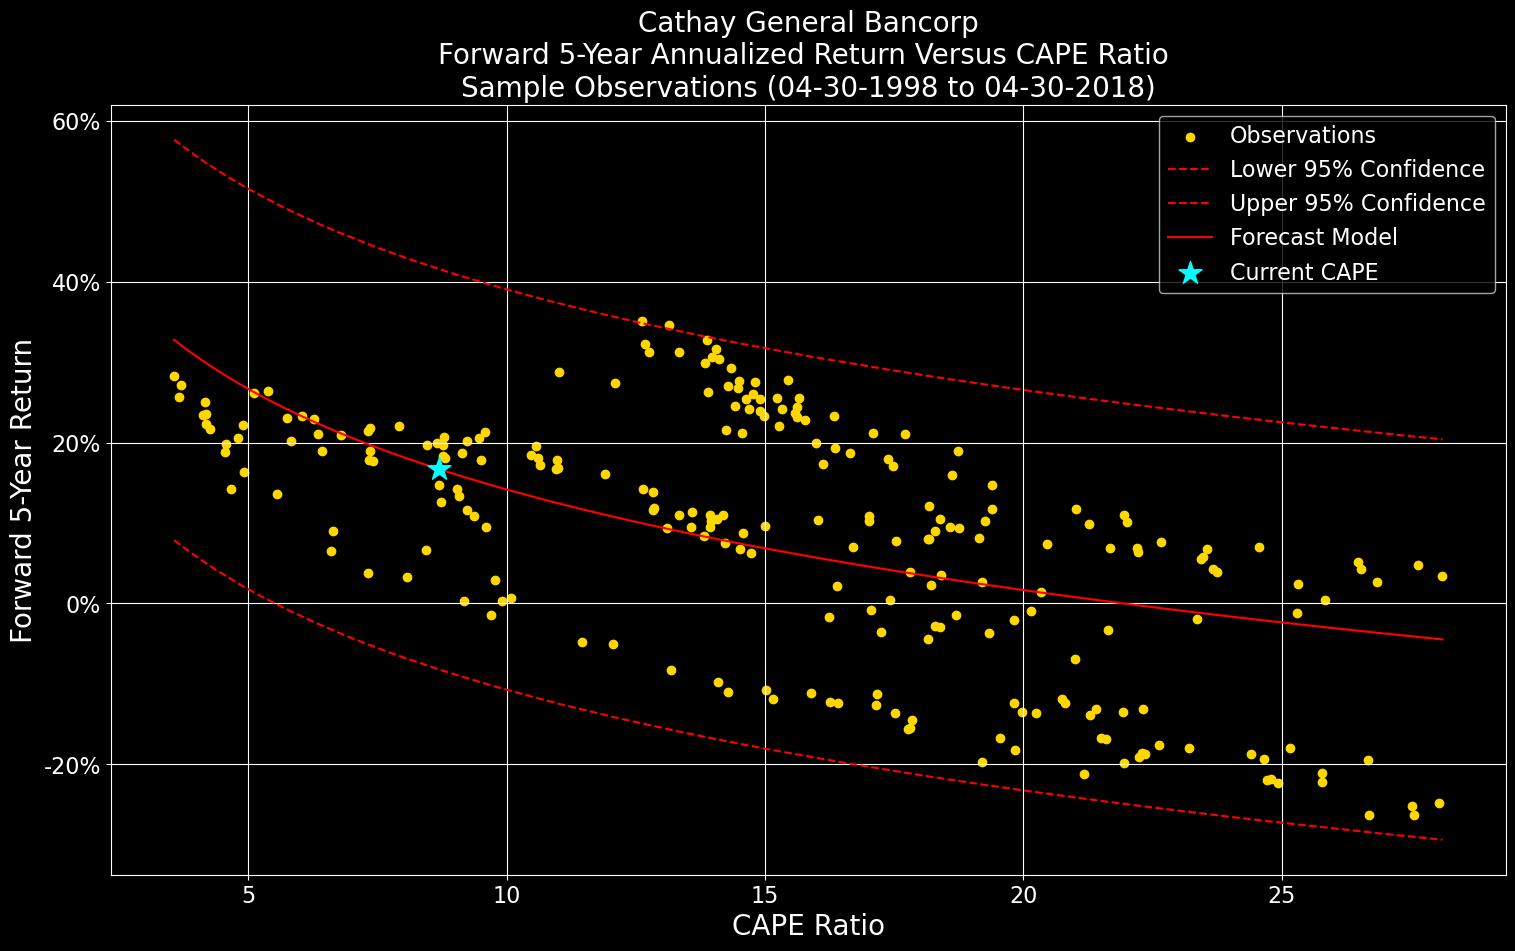 Cathay General Bancorp
Forward 5-Year Annualized Return Versus CAPE Ratio
Sample Observations (04-30-1998 to 04-30-2018)
60%
40%
20%
0%
-20%
Forward 5-Year Return
Observations
Lower 95% Confidence
Upper 95% Confidence
Forecast Model
Current CAPE
5
10
15
20
25
CAPE Ratio